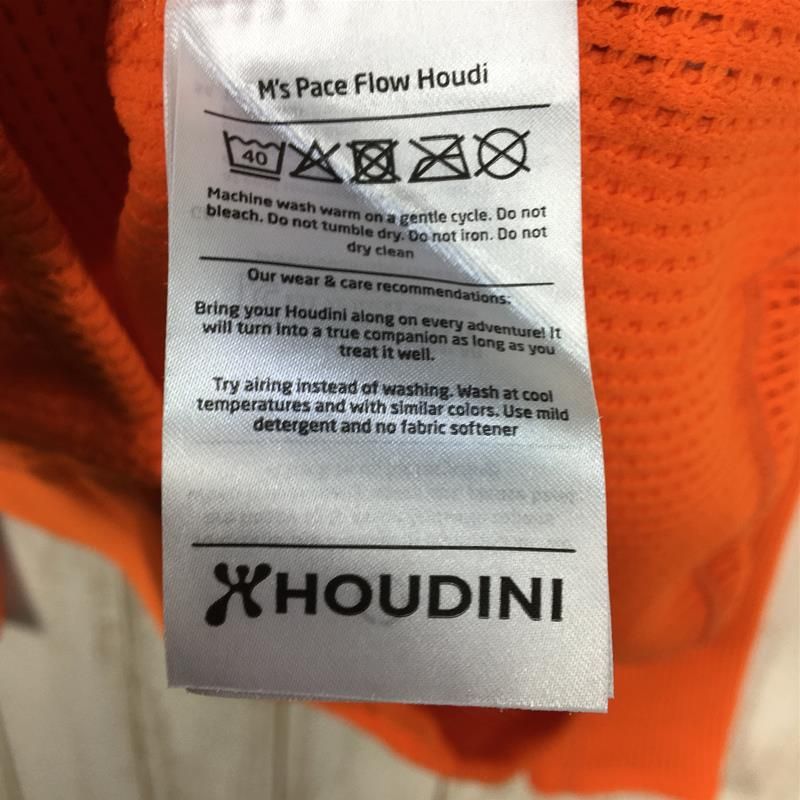 M's Pace Flow Houdi
40
Machine wash warm on a gentle cycle. Do not
bleach. Do not tumble dry. Do not iron. Do not
dry clean
Our wear & care recommendations:
Bring your Houdini along on every adventure! It
will turn into a true companion as long as you
treat it well.
Try airing instead of washing. Wash at cool
temperatures and with similar colors. Use mild
detergent and no fabric softener
HOUDINI